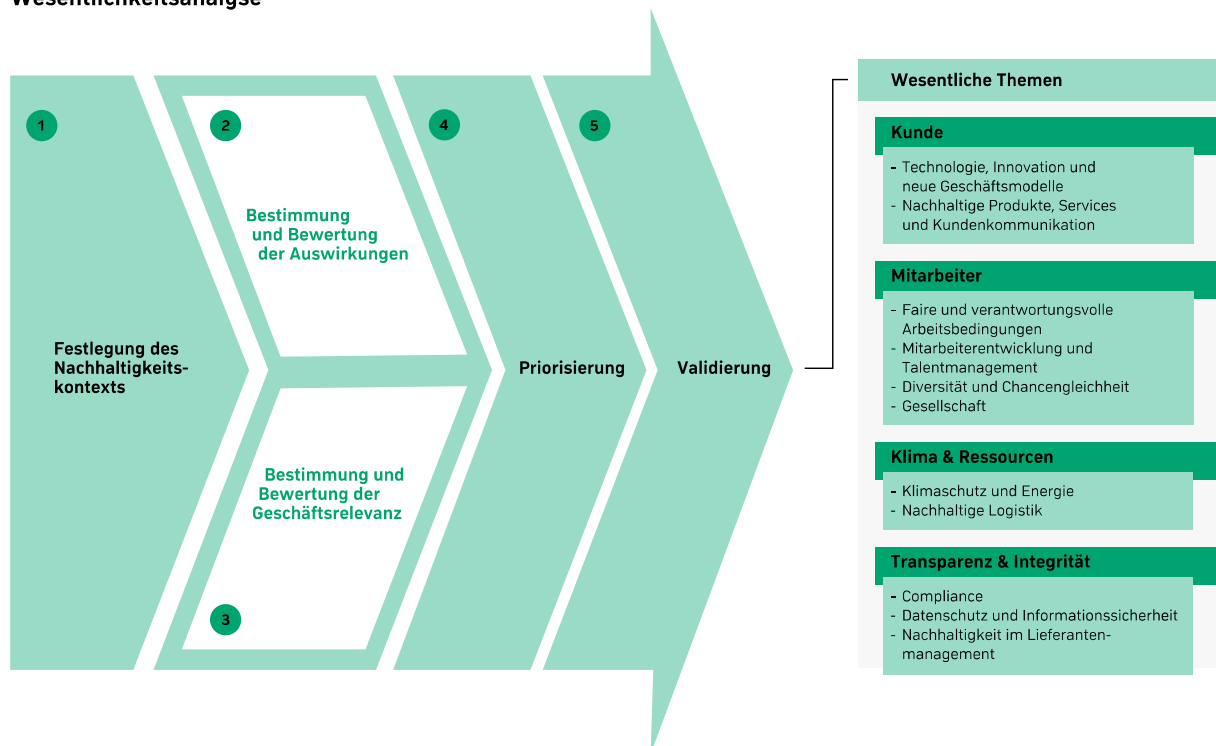 Wesentlichkeitsanalyse
1
Festlegung des
Nachhaltigkeits-
kontexts
2
Bestimmung
und Bewertung
der Auswirkungen
Bestimmung und
Bewertung der
Geschäftsrelevanz
3
4
Priorisierung
5
Validierung
Wesentliche Themen
Kunde
- Technologie, Innovation und
neue Geschäftsmodelle
- Nachhaltige Produkte, Services
und Kundenkommunikation
Mitarbeiter
- Faire und verantwortungsvolle
Arbeitsbedingungen
- Mitarbeiterentwicklung und
Talentmanagement
- Diversität und Chancengleichheit
- Gesellschaft
Klima & Ressourcen
- Klimaschutz und Energie
- Nachhaltige Logistik
Transparenz & Integrität
- Compliance
- Datenschutz und Informationssicherheit
- Nachhaltigkeit im Lieferanten-
management